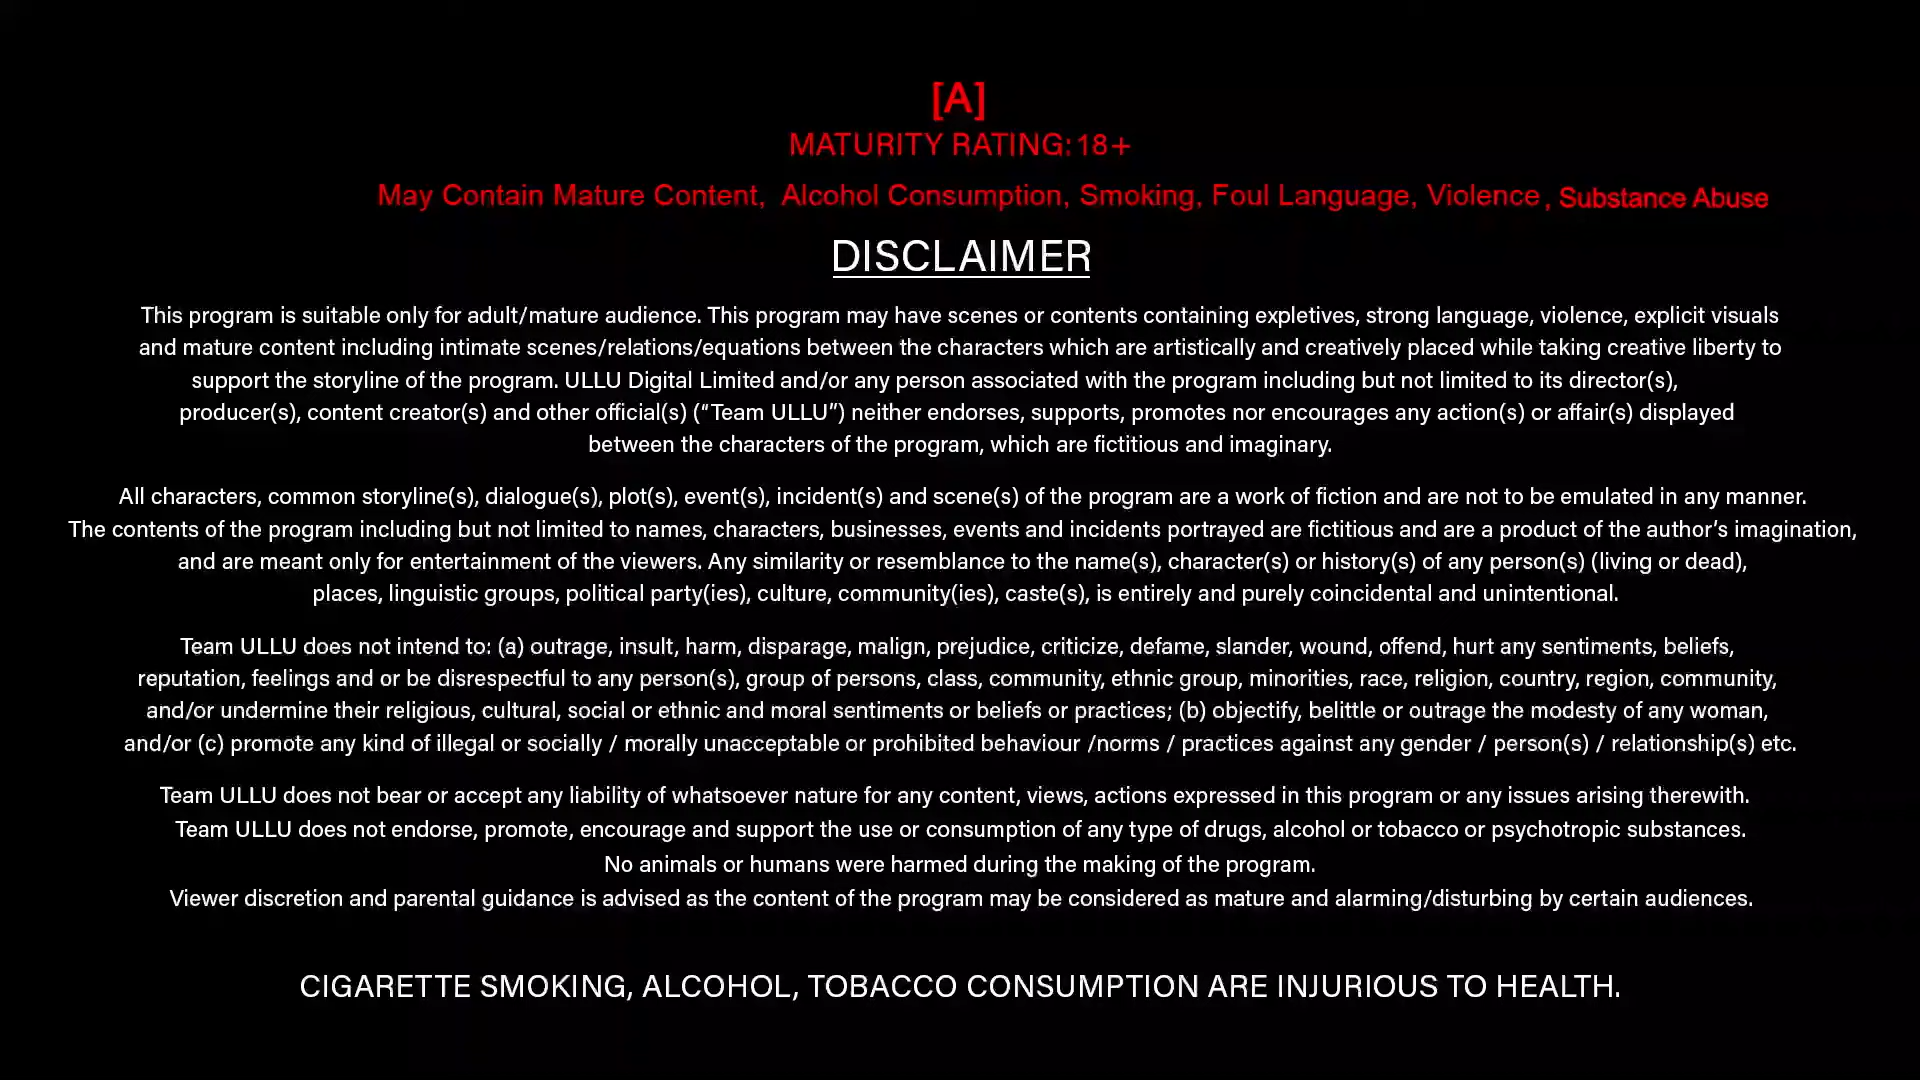 [A]
MATURITY RATING:18+
May Contain Mature Content, Alcohol Consumption, Smoking, Foul Language, Violence, Substance Abuse
DISCLAIMER
This program is suitable only for adult/mature audience. This program may have scenes or contents containing expletives, strong language, violence, explicit visuals
and mature content including intimate scenes/relations/equations between the characters which are artistically and creatively placed while taking creative liberty to
support the storyline of the program. ULLU Digital Limited and/or any person associated with the program including but not limited to its director(s),
producer(s), content creator(s) and other official(s) (“Team ULLU”) neither endorses, supports, promotes nor encourages any action(s) or affair(s) displayed
between the characters of the program, which are fictitious and imaginary.
All characters, common storyline(s), dialogue(s), plot(s), event(s), incident(s) and scene(s) of the program are a work of fiction and are not to be emulated in any manner.
The contents of the program including but not limited to names, characters, businesses, events and incidents portrayed are fictitious and are a product of the author’s imagination,
and are meant only for entertainment of the viewers. Any similarity or resemblance to the name(s), character(s) or history(s) of any person(s) (living or dead),
places, linguistic groups, political party(ies), culture, community(ies), caste(s), is entirely and purely coincidental and unintentional.
Team ULLU does not intend to: (a) outrage, insult, harm, disparage, malign, prejudice, criticize, defame, slander, wound, offend, hurt any sentiments, beliefs,
reputation, feelings and or be disrespectful to any person(s), group of persons, class, community, ethnic group, minorities, race, religion, country, region, community,
and/or undermine their religious, cultural, social or ethnic and moral sentiments or beliefs or practices; (b) objectify, belittle or outrage the modesty of any woman,
and/or (c) promote any kind of illegal or socially / morally unacceptable or prohibited behaviour /norms / practices against any gender / person(s) / relationship(s) etc.
Team ULLU does not bear or accept any liability of whatsoever nature for any content, views, actions expressed in this program or any issues arising therewith.
Team ULLU does not endorse, promote, encourage and support the use or consumption of any type of drugs, alcohol or tobacco or psychotropic substances.
No animals or humans were harmed during the making of the program.
Viewer discretion and parental guidance is advised as the content of the program may be considered as mature and alarming/disturbing by certain audiences.
CIGARETTE SMOKING, ALCOHOL, TOBACCO CONSUMPTION ARE INJURIOUS TO HEALTH.